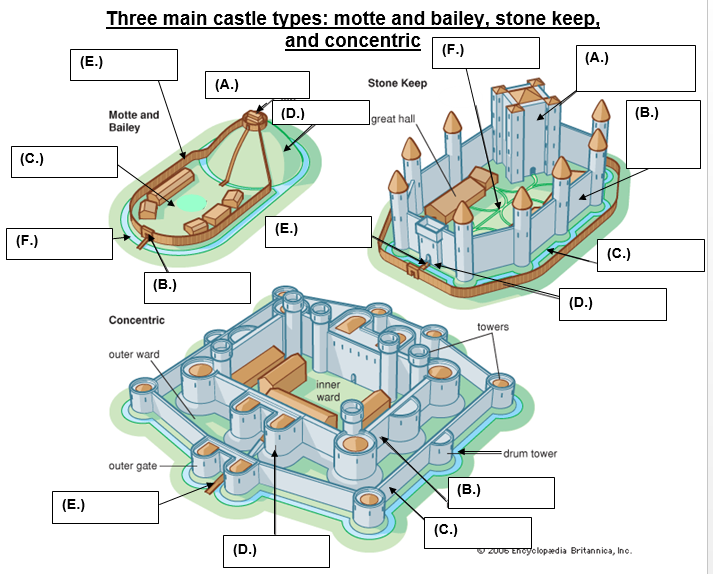 Three main castle types: motte and bailey, stone keep,
and concentric
(E.)
(F.)
(A.)
(A.)
Stone Keep
(D.)
(B.)
Motte and
Bailey
great hall
(C.)
(E.)
(F.)
(C.)
(B.)
(D.)
Concentric
towers
outer ward
inner
ward
drum tower
outer gate
(B.)
(E.)
(C.)
(D.)
© 2006 Encyclopædia Britannica, Inc.